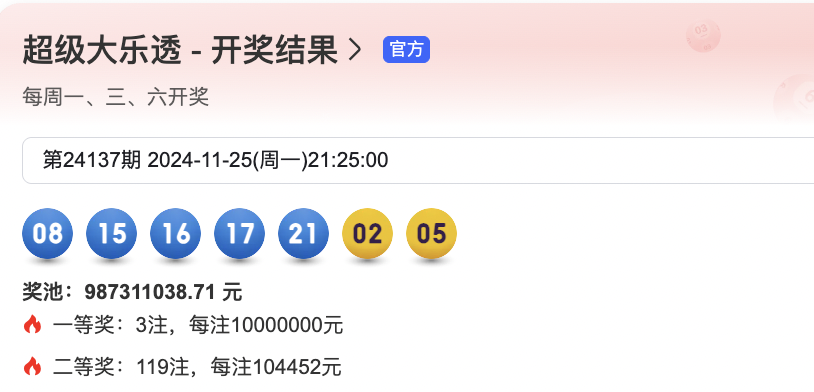 超级大乐透 - 开奖结果 官方
每周一、三、六开奖
第24137期 2024-11-25(周一)21:25:00
08 15 16 17 21 02 05
奖池：987311038.71 元
一等奖：3注，每注10000000元
二等奖：119注，每注104452元